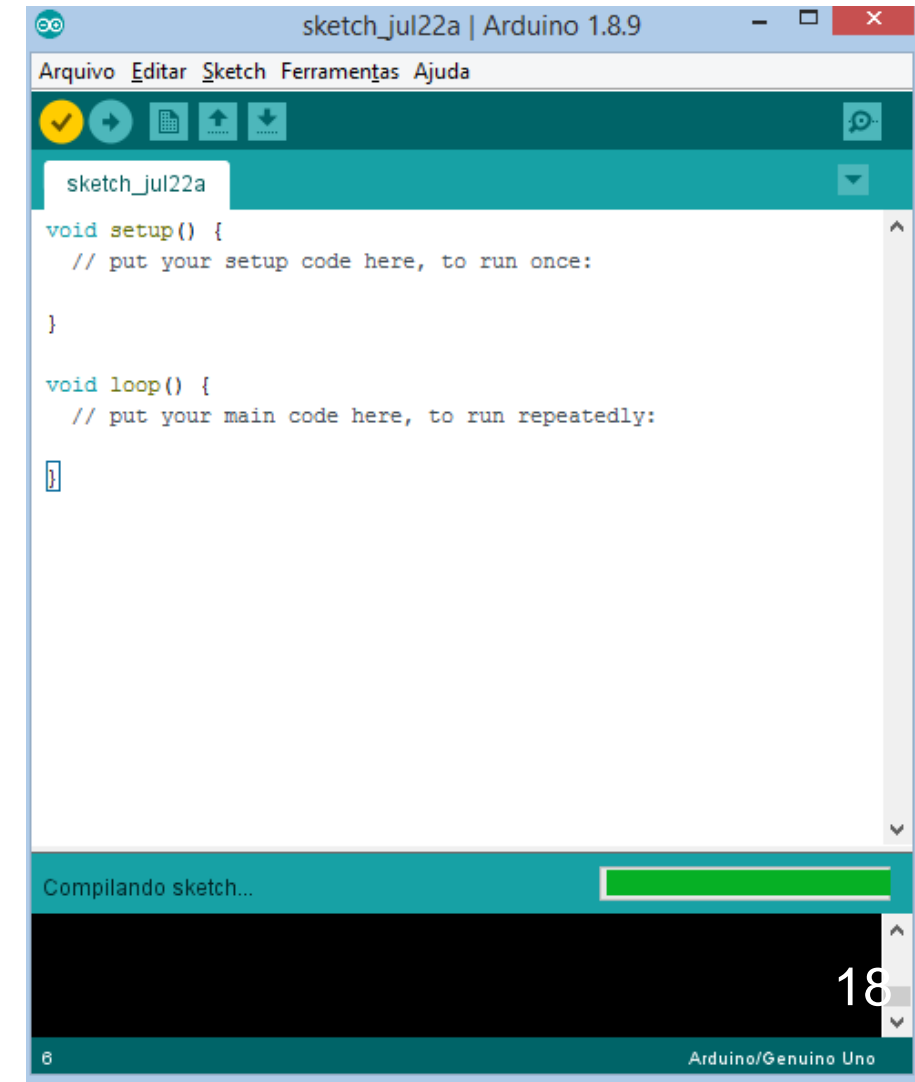 sketch_jul22a | Arduino 1.8.9
Arquivo Editar Sketch Ferramentas Ajuda
sketch_jul22a
void setup() {
// put your setup code here, to run once:
}
void loop() {
// put your main code here, to run repeatedly:
}
Compilando sketch...
18
6
Arduino/Genuino Uno